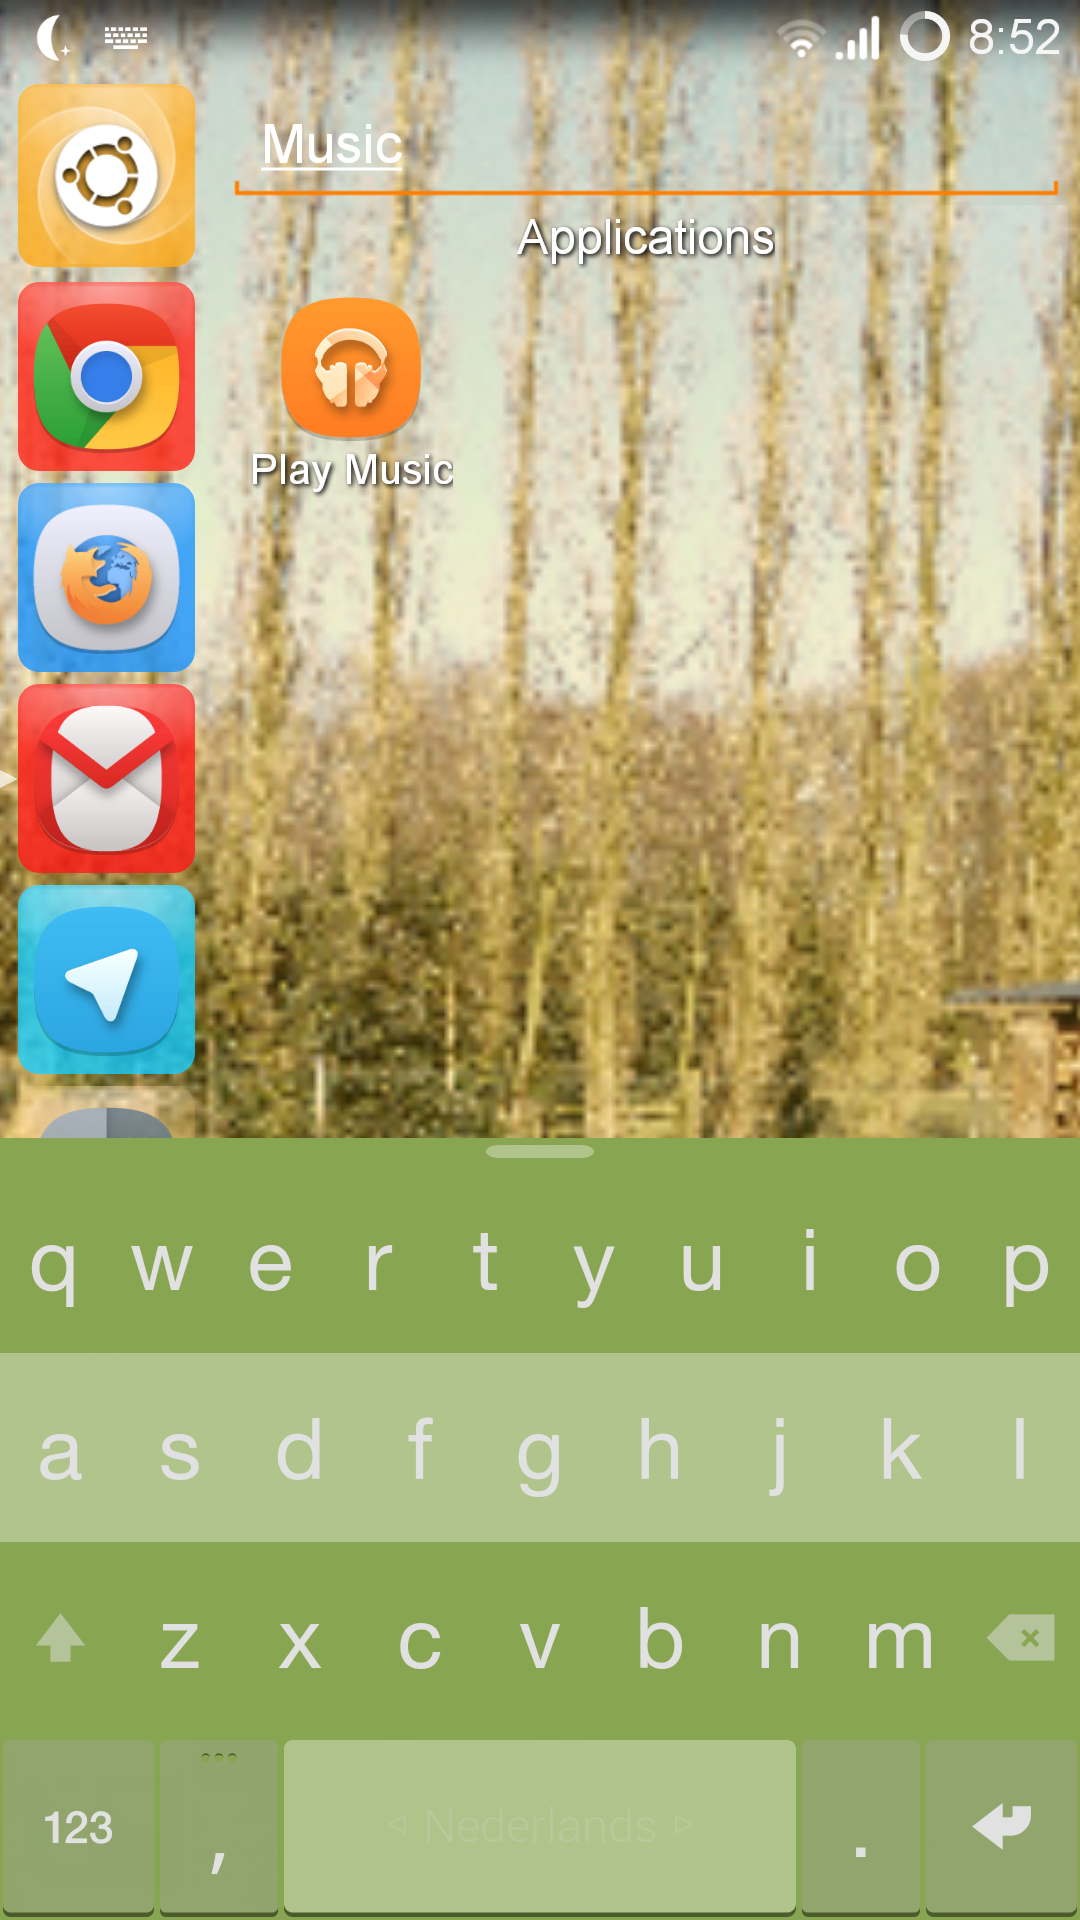 8:52
Music
Applications
Play Music
q w e r t y u i o p
a s d f g h j k l
z x c v b n m
123 , ◁ Nederlands ▷ .